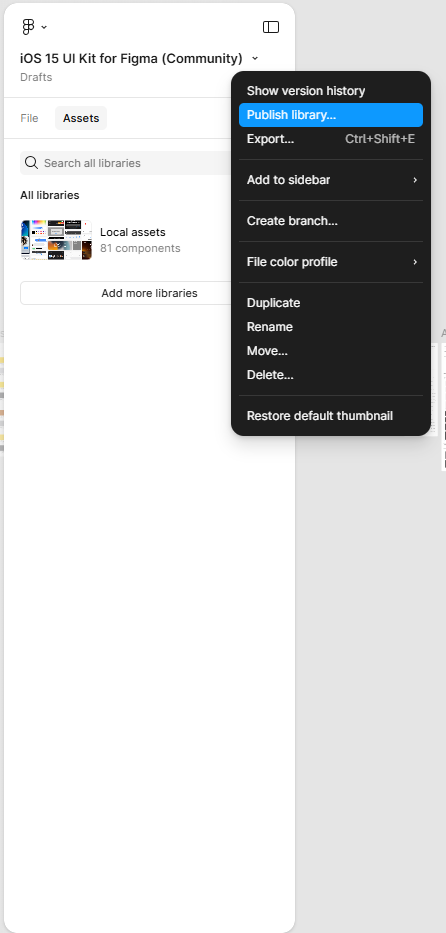 iOS 15 UI Kit for Figma (Community)
Drafts
File
Assets
Search all libraries
All libraries
Local assets
81 components
Add more libraries
Show version history
Publish library...
Export... Ctrl+Shift+E
Add to sidebar
Create branch...
File color profile
Duplicate
Rename
Move...
Delete...
Restore default thumbnail